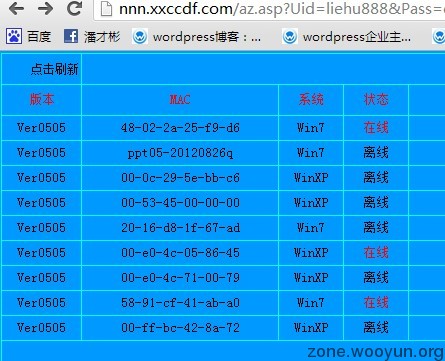 nnn.xxccdf.com/az.asp?Uid=liehu888&Pass=
百度 潘才彬 wordpress博客：... wordpress企业主...
点击刷新
版本 MAC 系统 状态
Ver0505 48-02-2a-25-f9-d6 Win7 在线
Ver0505 ppt05-20120826q Win7 离线
Ver0505 00-0c-29-5e-bb-c6 WinXP 离线
Ver0505 00-53-45-00-00-00 WinXP 离线
Ver0505 20-16-d8-1f-67-ad Win7 离线
Ver0505 00-e0-4c-05-86-45 WinXP 在线
Ver0505 00-e0-4c-71-00-79 WinXP 离线
Ver0505 58-91-cf-41-ab-a0 Win7 在线
Ver0505 00-ff-bc-42-8a-72 WinXP 离线
zone.wooyun.org